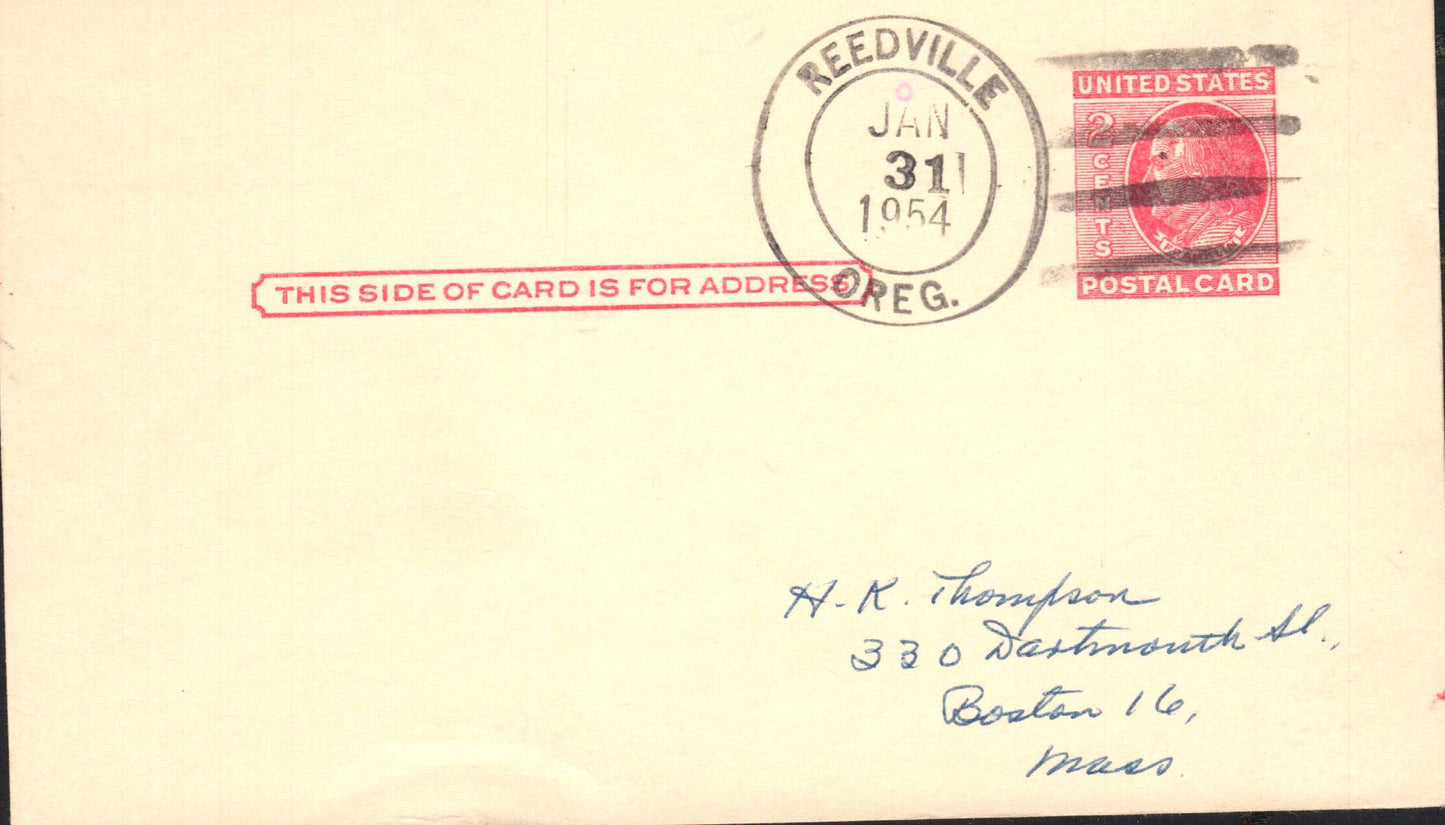 REEDVILLE
JAN
31
1954
OREG.
UNITED STATES
2
CENTS
POSTAL CARD
THIS SIDE OF CARD IS FOR ADDRESS
H. K. Thompson
330 Dartmouth St.,
Boston 16,
Mass.